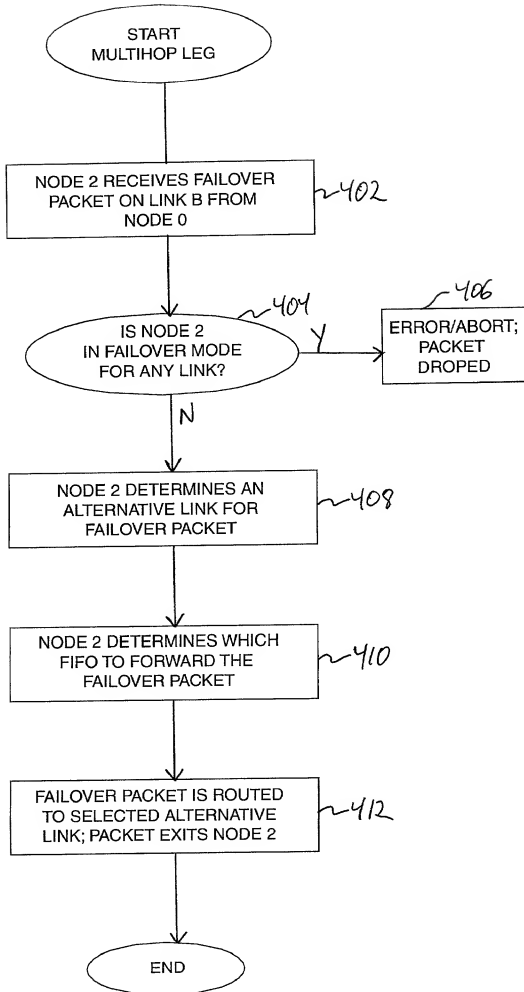 START
MULTIHOP LEG
NODE 2 RECEIVES FAILOVER
PACKET ON LINK B FROM
NODE 0
402
404
IS NODE 2
IN FAILOVER MODE
FOR ANY LINK?
Y
406
ERROR/ABORT;
PACKET
DROPED
N
NODE 2 DETERMINES AN
ALTERNATIVE LINK FOR
FAILOVER PACKET
408
NODE 2 DETERMINES WHICH
FIFO TO FORWARD THE
FAILOVER PACKET
410
FAILOVER PACKET IS ROUTED
TO SELECTED ALTERNATIVE
LINK; PACKET EXITS NODE 2
412
END